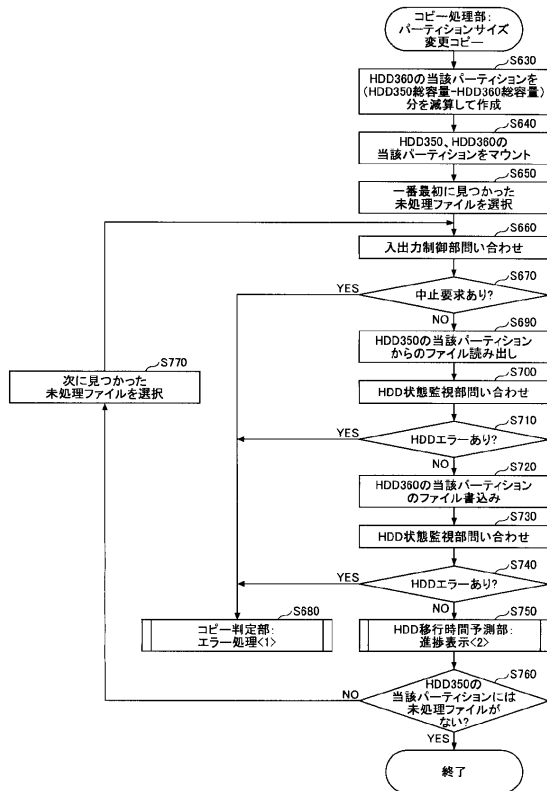 コピー処理部:
パーティションサイズ
変更コピー
S630
HDD360の当該パーティションを
(HDD350総容量-HDD360総容量)
分を減算して作成
S640
HDD350、HDD360の
当該パーティションをマウント
S650
一番最初に見つかった
未処理ファイルを選択
S660
入出力制御部問い合わせ
S670
中止要求あり?
YES
NO
S690
HDD350の当該パーティション
からのファイル読み出し
S770
次に見つかった
未処理ファイルを選択
S700
HDD状態監視部問い合わせ
S710
HDDエラーあり?
YES
NO
S720
HDD360の当該パーティション
のファイル書込み
S730
HDD状態監視部問い合わせ
S740
HDDエラーあり?
YES
NO
S680
コピー判定部:
エラー処理<1>
S750
HDD移行時間予測部:
進捗表示<2>
S760
HDD350の
当該パーティションには
未処理ファイルが
ない?
NO
YES
終了